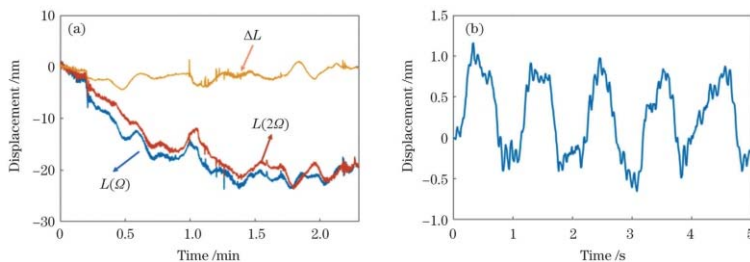 (a)
10
0
-10
-20
-30
Displacement /nm
0
0.5
1.0
1.5
2.0
Time /min
ΔL
L(2Ω)
L(Ω)
(b)
1.5
1.0
0.5
0
-0.5
-1.0
Displacement /nm
0
1
2
3
4
5
Time /s